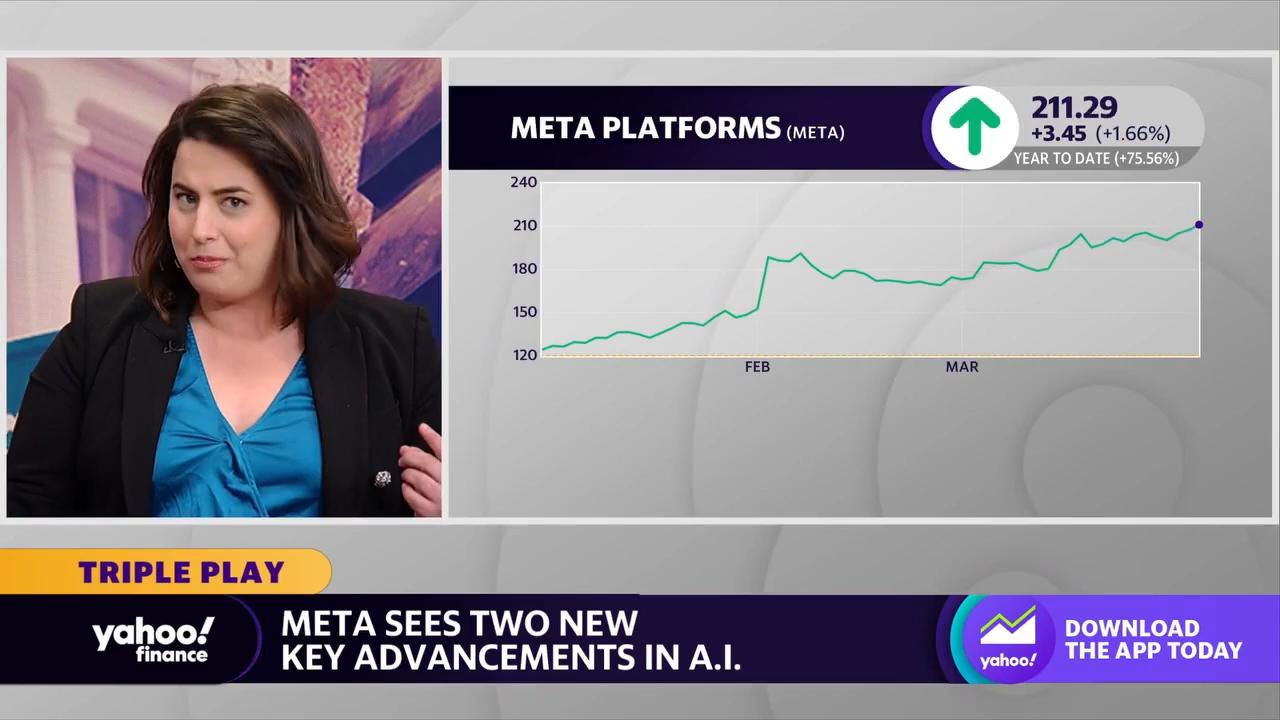 META PLATFORMS (META)
211.29
+3.45 (+1.66%)
YEAR TO DATE (+75.56%)
240
210
180
150
120
FEB
MAR
TRIPLE PLAY
yahoo!
finance
META SEES TWO NEW
KEY ADVANCEMENTS IN A.I.
yahoo!
DOWNLOAD
THE APP TODAY